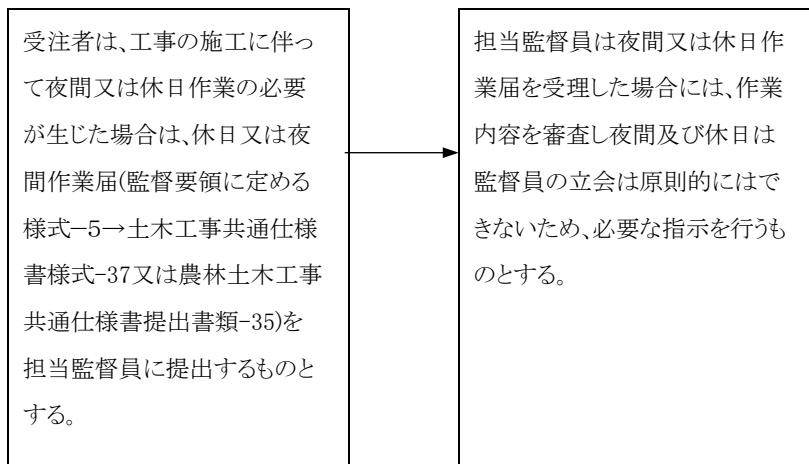 受注者は、工事の施工に伴っ
て夜間又は休日作業の必要
が生じた場合は、休日又は夜
間作業届(監督要領に定める
様式−5→土木工事共通仕様
書様式-37又は農林土木工事
共通仕様書提出書類-35)を
担当監督員に提出するものと
する。
担当監督員は夜間又は休日作
業届を受理した場合には、作業
内容を審査し夜間及び休日は
監督員の立会は原則的にはで
きないため、必要な指示を行うも
のとする。